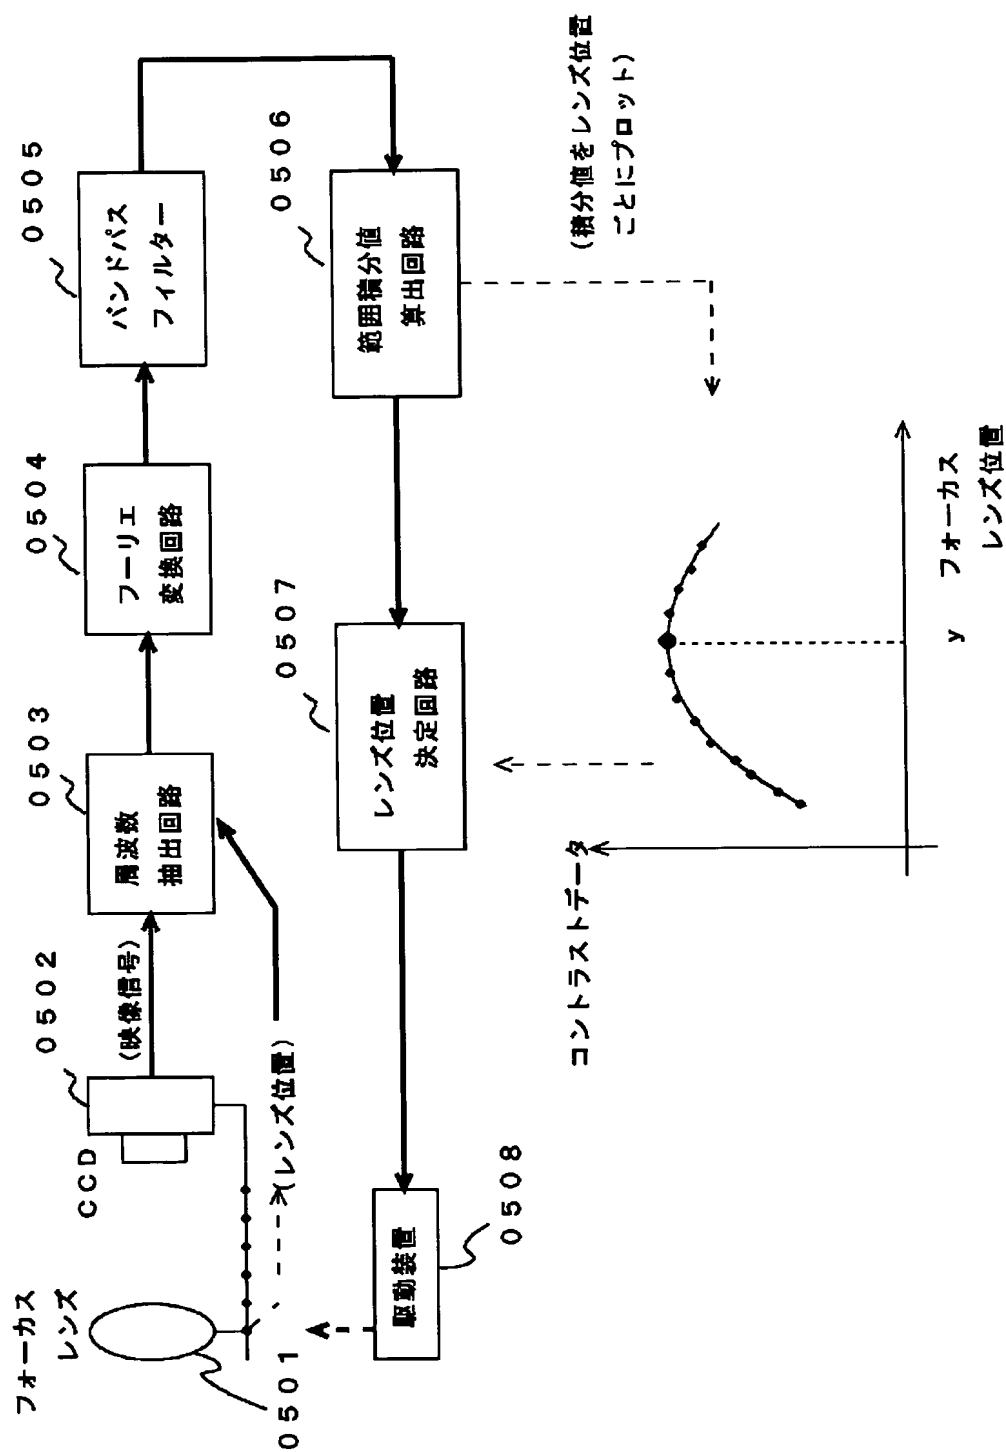 フォーカス
レンズ
0501
CCD
0502
(映像信号)
(レンズ位置)
0503
周波数
抽出回路
0504
フーリエ
変換回路
0505
バンドパス
フィルター
0506
範囲積分値
算出回路
0507
レンズ位置
決定回路
0508
駆動装置
(積分値をレンズ位置
ごとにプロット)
コントラストデータ
y
フォーカス
レンズ位置